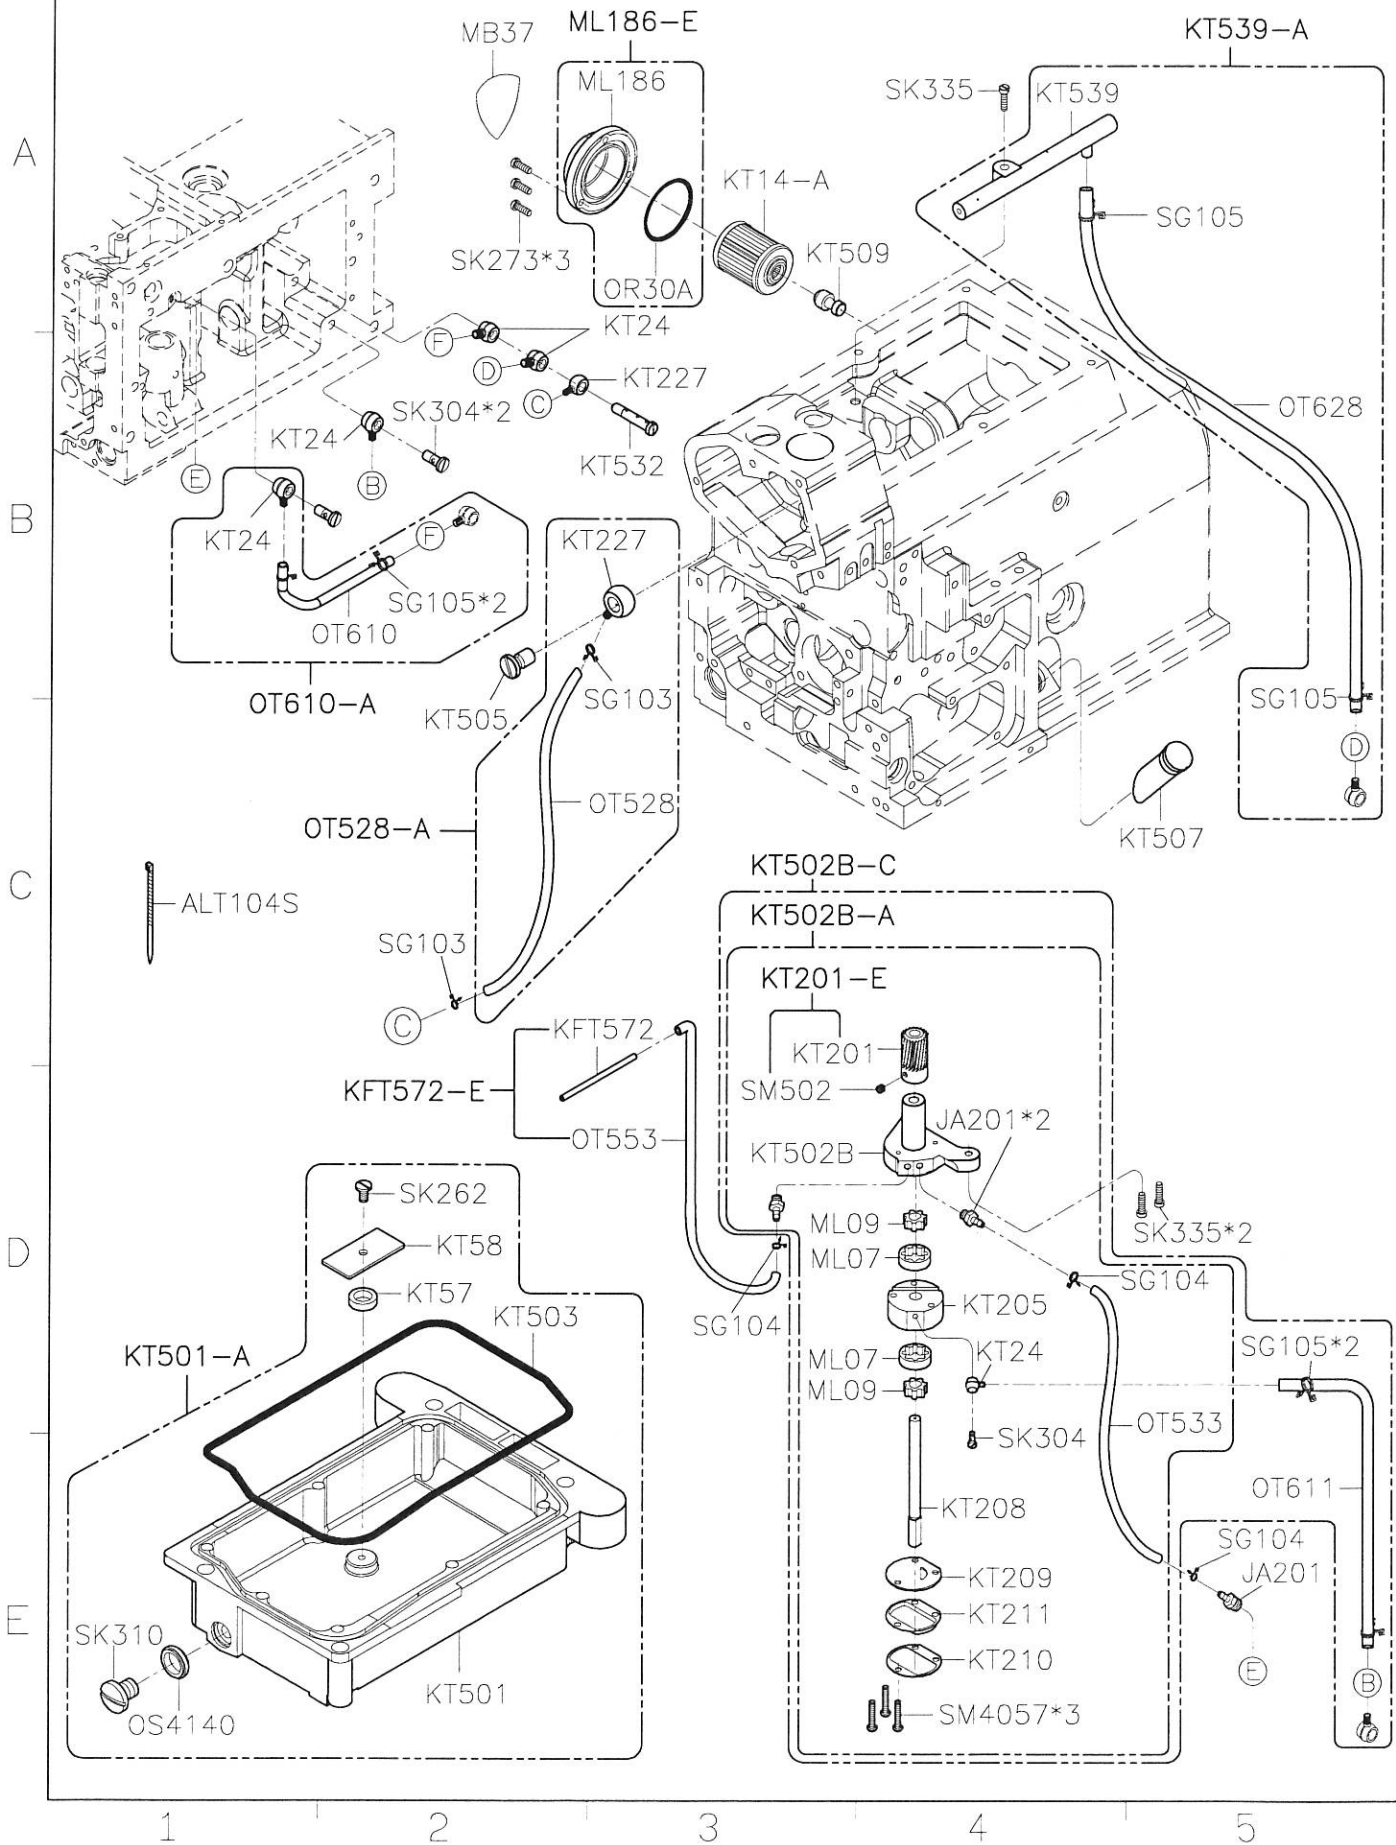 ML186-E
MB37
KT539-A
ML186
SK335
KT539
A
KT14-A
SG105
SK273*3
KT509
OR30A
KT24
F
D
KT227
C
SK304*2
KT24
OT628
KT532
E
B
B
KT24
F
KT227
SG105*2
OT610
SG103
OT610-A
KT505
SG105
D
OT528
OT528-A
KT507
KT502B-C
C
KT502B-A
ALT104S
SG103
KT201-E
C
KFT572
KT201
KFT572-E
SM502
JA201*2
OT553
KT502B
SK262
ML09
SK335*2
D
KT58
ML07
SG104
KT57
KT205
KT503
SG104
KT501-A
ML07
KT24
SG105*2
ML09
OT533
SK304
OT611
KT208
SG104
KT209
JA201
E
KT211
SK310
KT210
E
KT501
B
OS4140
SM4057*3
1
2
3
4
5